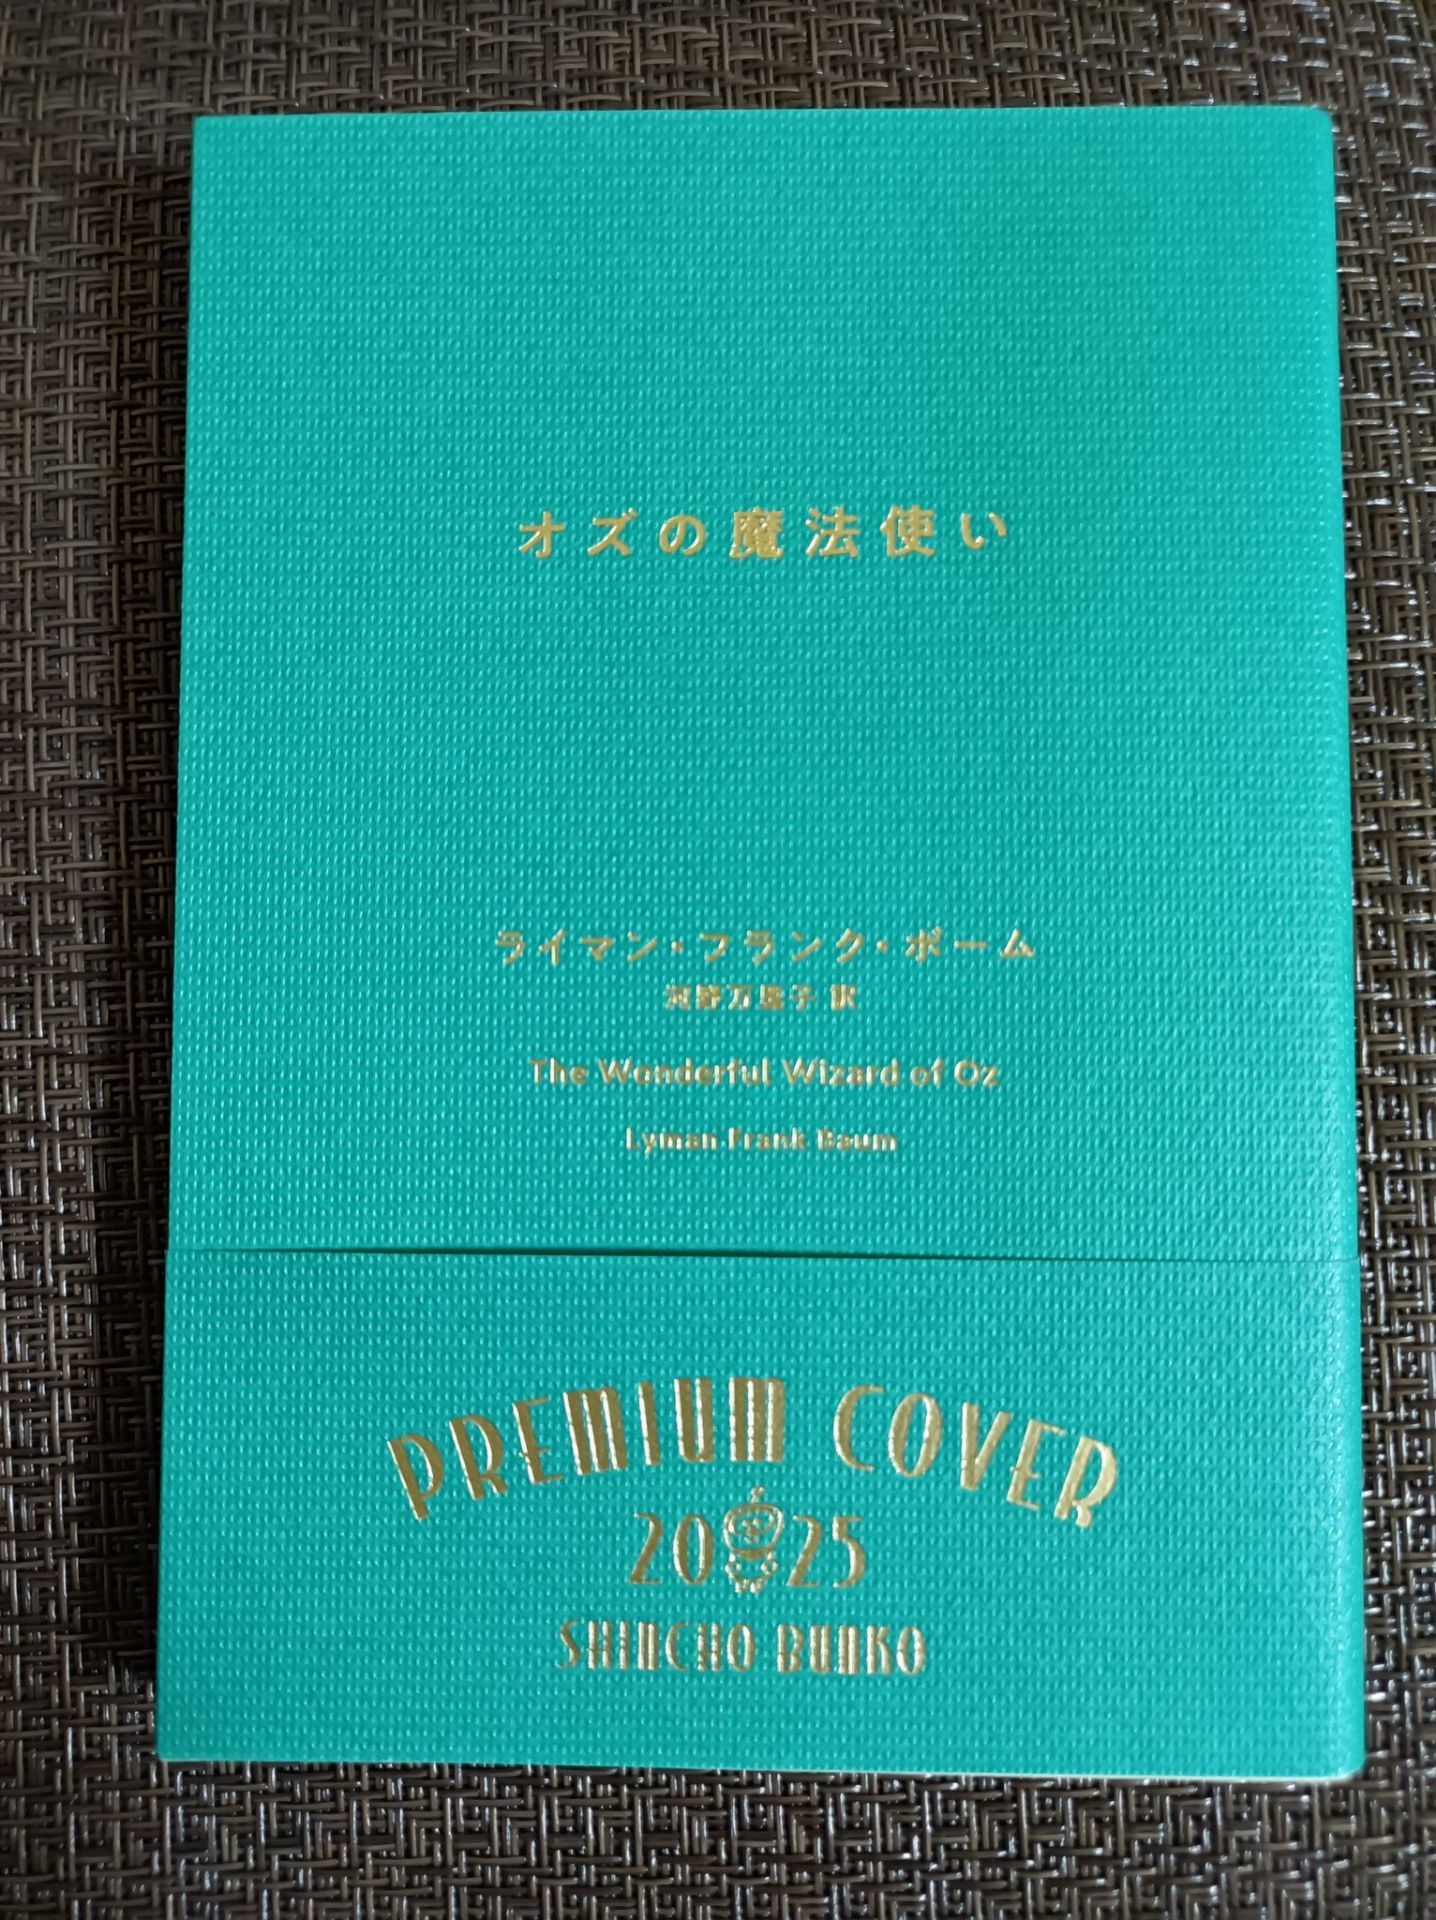 オズの魔法使い
ライマン・フランク・ボーム
河野万里子 訳
The Wonderful Wizard of Oz
Lyman Frank Baum
PREMIUM COVER
2025
SHINCHO BUNKO